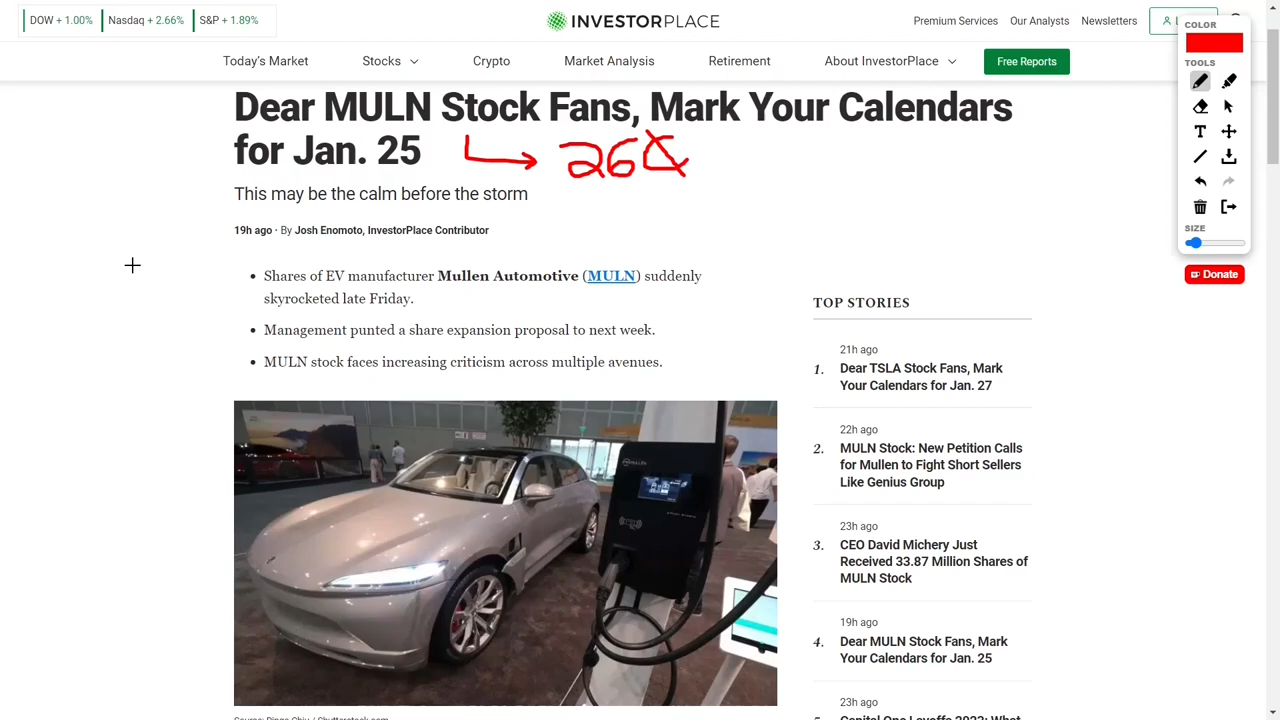 DOW + 1.00% Nasdaq + 2.66% S&P + 1.89%
INVESTORPLACE
Premium Services Our Analysts Newsletters
Today's Market Stocks Crypto Market Analysis Retirement About InvestorPlace Free Reports
COLOR
TOOLS
SIZE
Donate
Dear MULN Stock Fans, Mark Your Calendars
for Jan. 25
26
This may be the calm before the storm
19h ago · By Josh Enomoto, InvestorPlace Contributor
• Shares of EV manufacturer Mullen Automotive (MULN) suddenly
skyrocketed late Friday.
• Management punted a share expansion proposal to next week.
• MULN stock faces increasing criticism across multiple avenues.
TOP STORIES
21h ago
1. Dear TSLA Stock Fans, Mark
Your Calendars for Jan. 27
22h ago
2. MULN Stock: New Petition Calls
for Mullen to Fight Short Sellers
Like Genius Group
23h ago
3. CEO David Michery Just
Received 33.87 Million Shares of
MULN Stock
19h ago
4. Dear MULN Stock Fans, Mark
Your Calendars for Jan. 25
23h ago